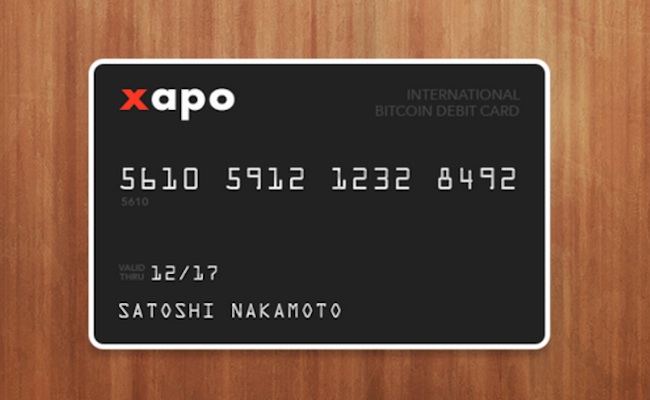 xapo
INTERNATIONAL
BITCOIN DEBIT CARD
5610 5912 1232 8492
5610
VALID
THRU 12/17
SATOSHI NAKAMOTO